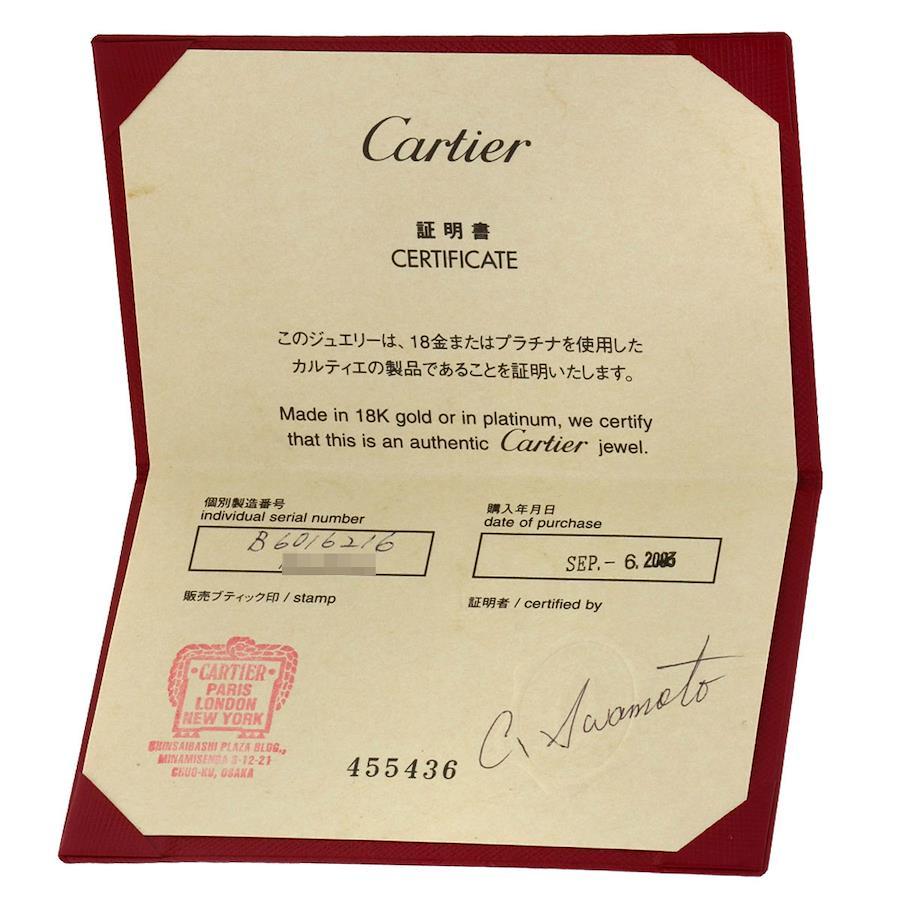 Cartier
証明書
CERTIFICATE
このジュエリーは、18金またはプラチナを使用した
カルティエの製品であることを証明いたします。
Made in 18K gold or in platinum, we certify
that this is an authentic Cartier jewel.
個別製造番号
individual serial number
B6016216
購入年月日
date of purchase
SEP.- 6.2003
販売ブティック印 / stamp
証明者 / certified by
CARTIER
PARIS
LONDON
NEW YORK
SHINSAIBASHI PLAZA BLDG.,
MINAMISENBA 3-12-21
CHUO-KU, OSAKA
455436
C. Iwamoto